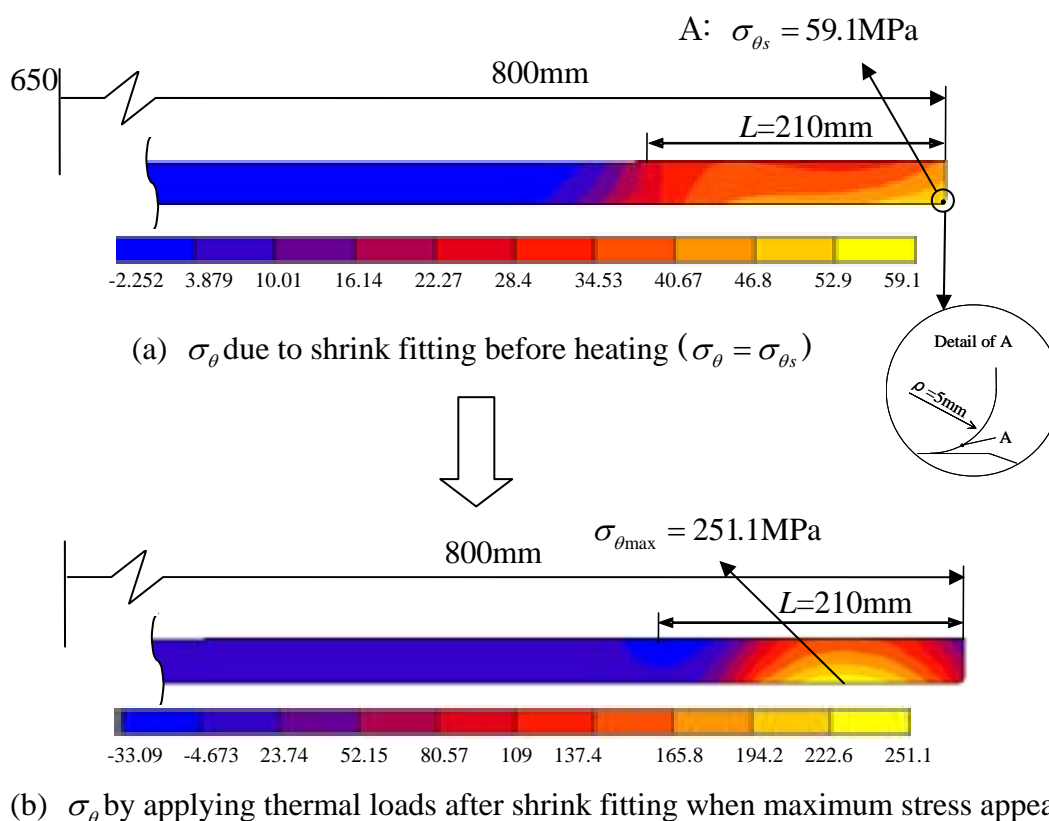 A: σθs = 59.1MPa
650
800mm
L=210mm
-2.252 3.879 10.01 16.14 22.27 28.4 34.53 40.67 46.8 52.9 59.1
(a) σθ due to shrink fitting before heating (σθ = σθs)
Detail of A
ρ=5mm
A
σθmax = 251.1MPa
800mm
L=210mm
-33.09 -4.673 23.74 52.15 80.57 109 137.4 165.8 194.2 222.6 251.1
(b) σθ by applying thermal loads after shrink fitting when maximum stress appea